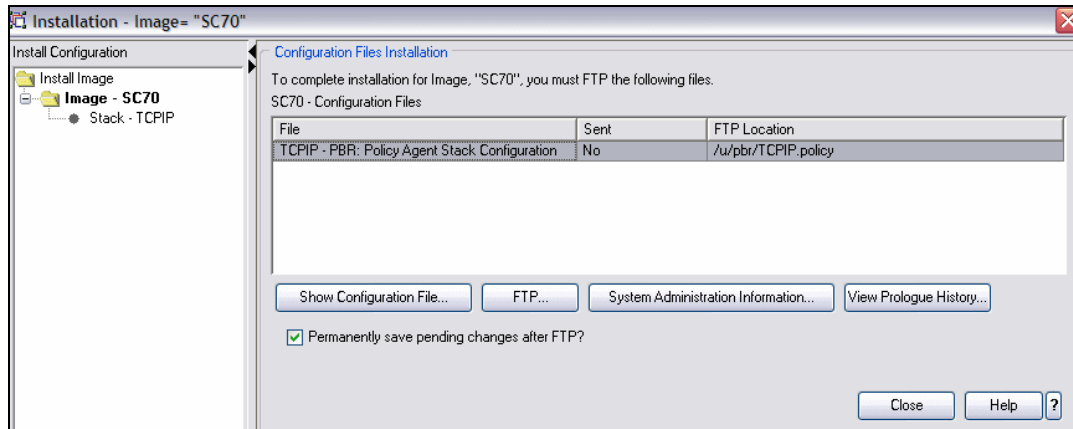 Installation - Image= "SC70"
Install Configuration
Install Image
Image - SC70
Stack - TCPIP
Configuration Files Installation
To complete installation for Image, "SC70", you must FTP the following files.
SC70 - Configuration Files
File Sent FTP Location
TCPIP - PBR: Policy Agent Stack Configuration No /u/pbr/TCPIP.policy
Show Configuration File... FTP... System Administration Information... View Prologue History...
Permanently save pending changes after FTP?
Close Help ?